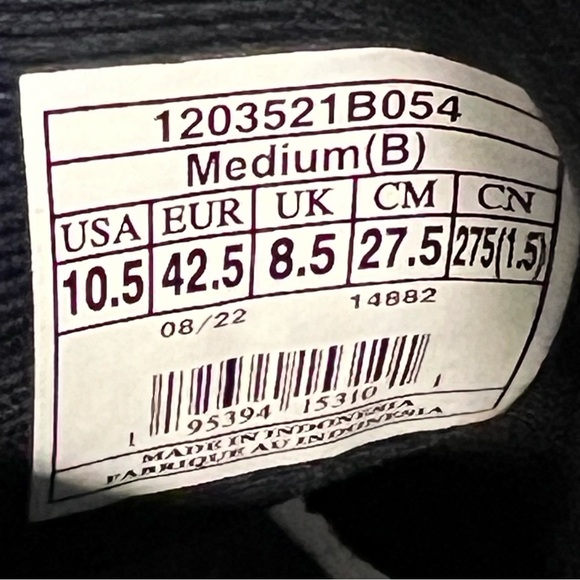 1203521B054
Medium(B)
USA EUR UK CM CN
10.5 42.5 8.5 27.5 275(1.5)
08/22 14882
1 95394 15310 1
MADE IN INDONESIA
FABRIQUE AU INDONESIA